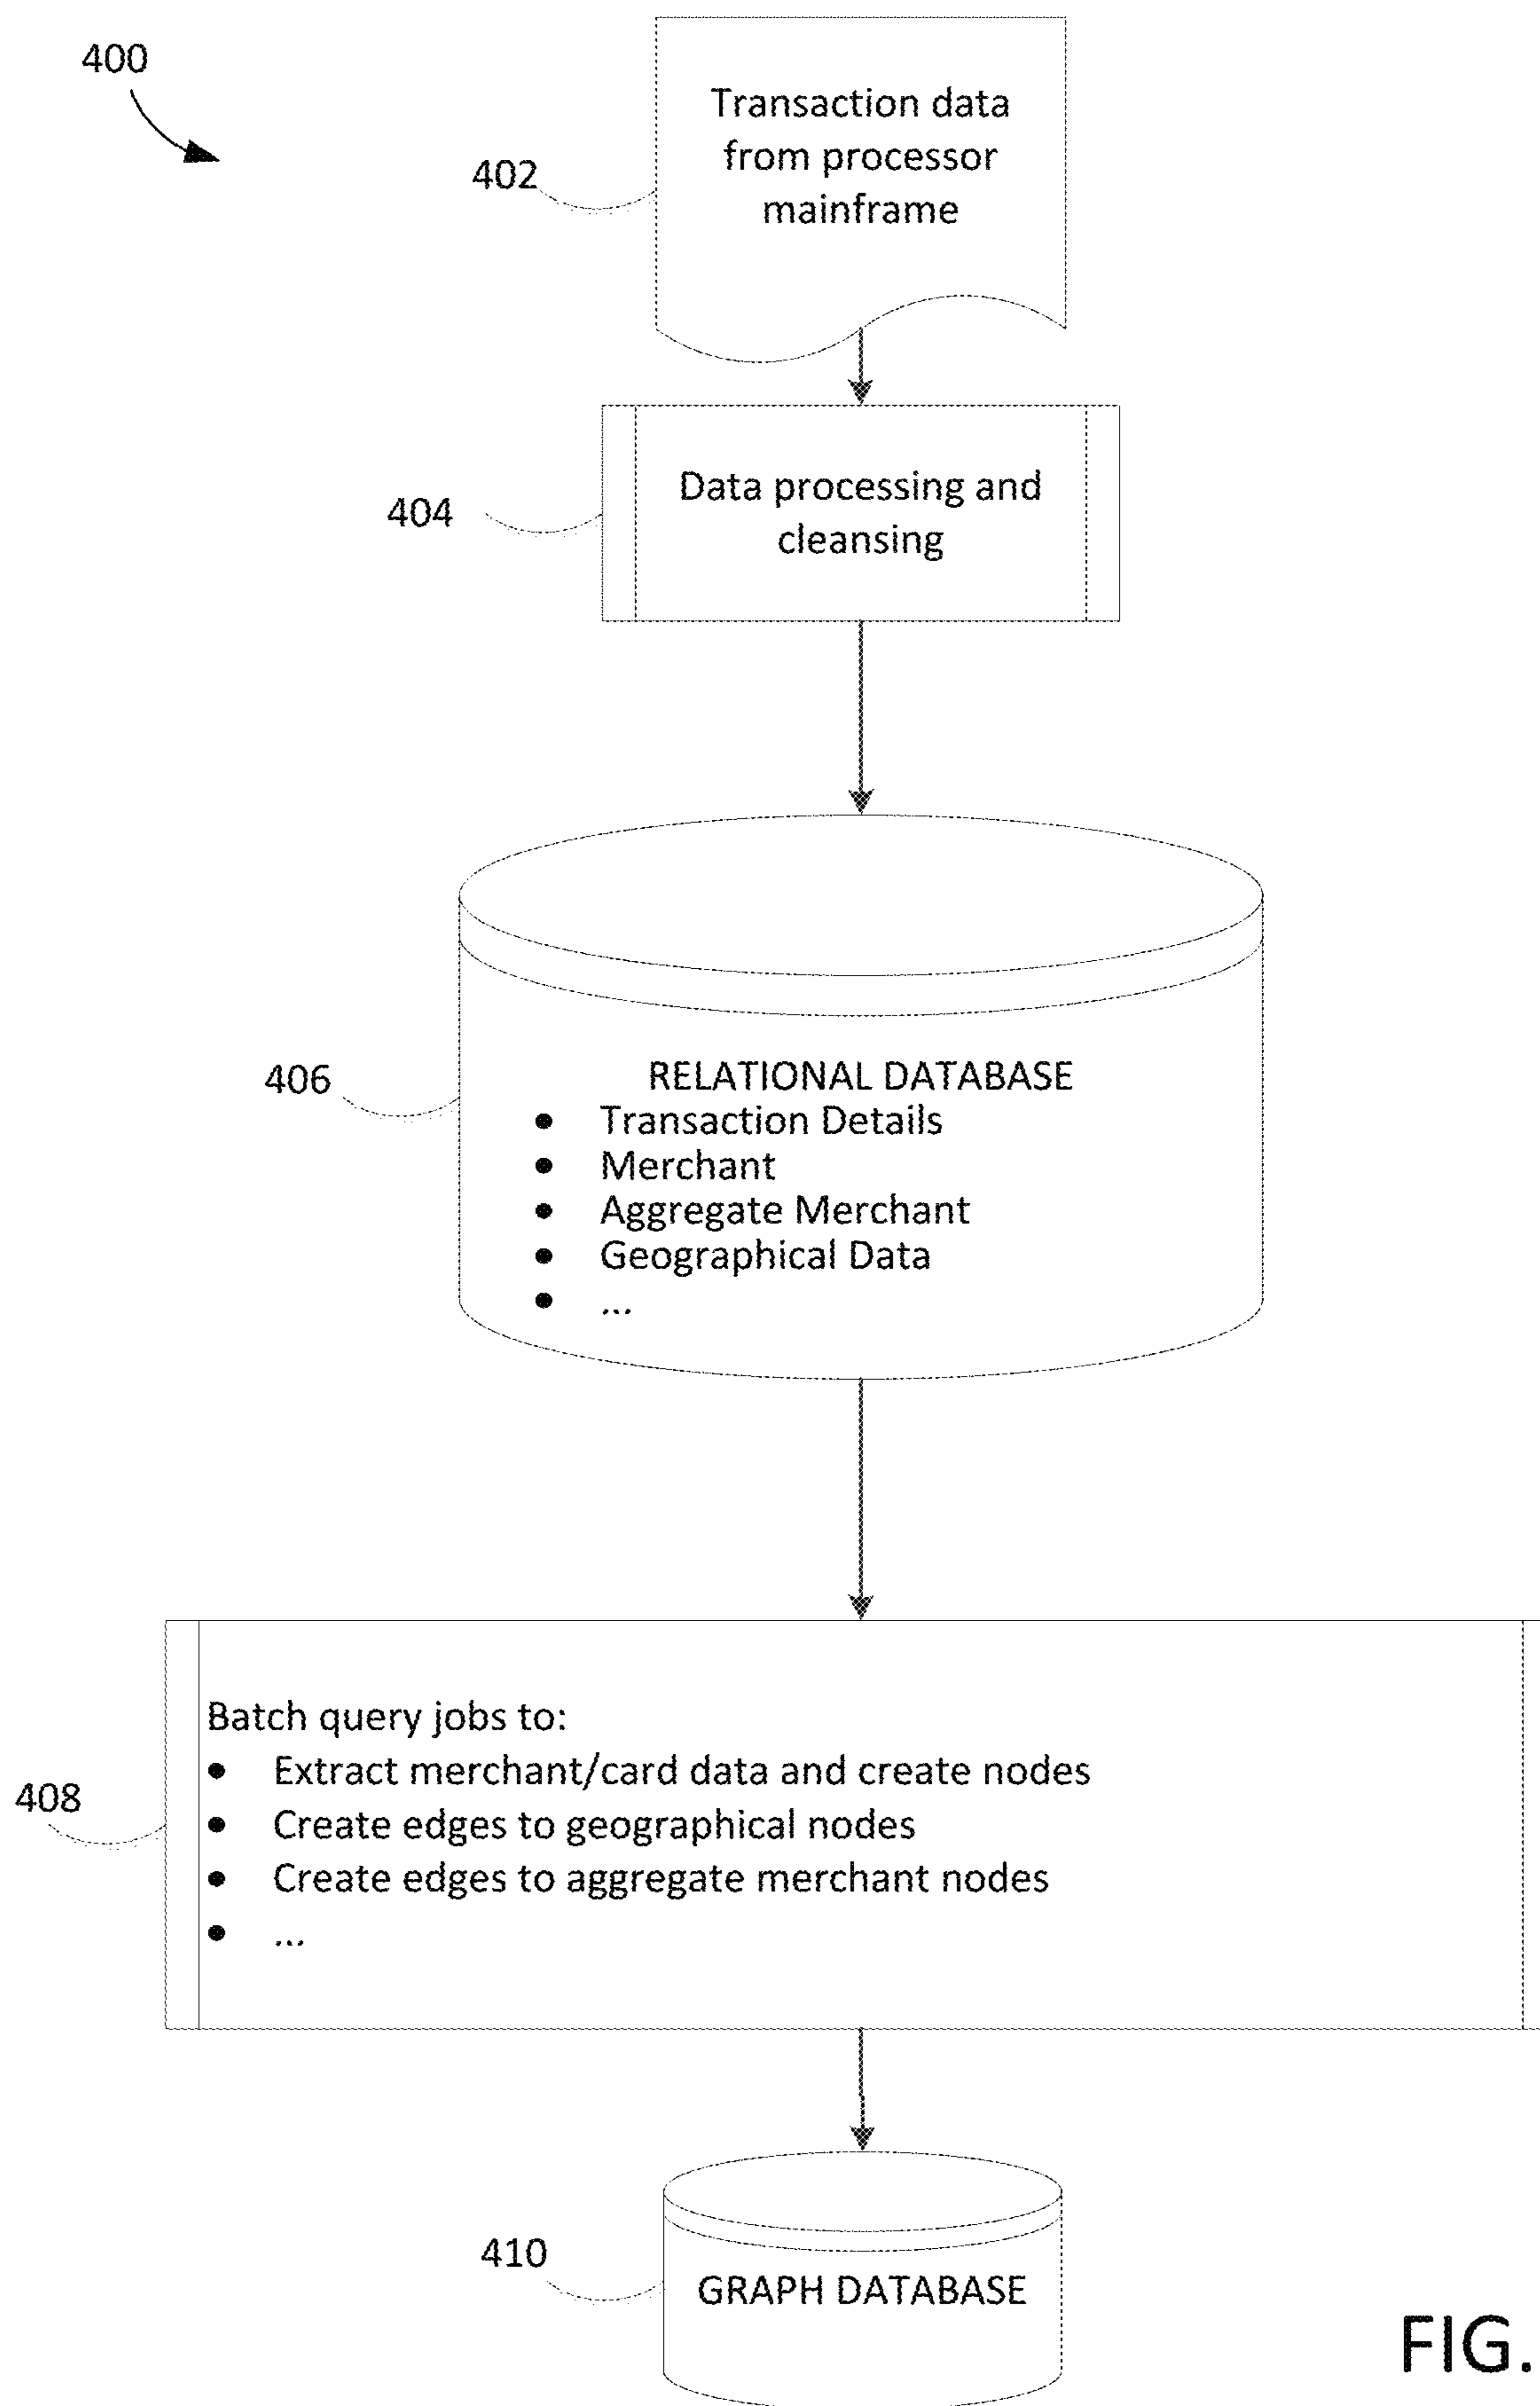 400
Transaction data
from processor
mainframe
402
Data processing and
cleansing
404
RELATIONAL DATABASE
406
• Transaction Details
• Merchant
• Aggregate Merchant
• Geographical Data
• ...
Batch query jobs to:
• Extract merchant/card data and create nodes
408
• Create edges to geographical nodes
• Create edges to aggregate merchant nodes
• ...
410
GRAPH DATABASE
FIG.